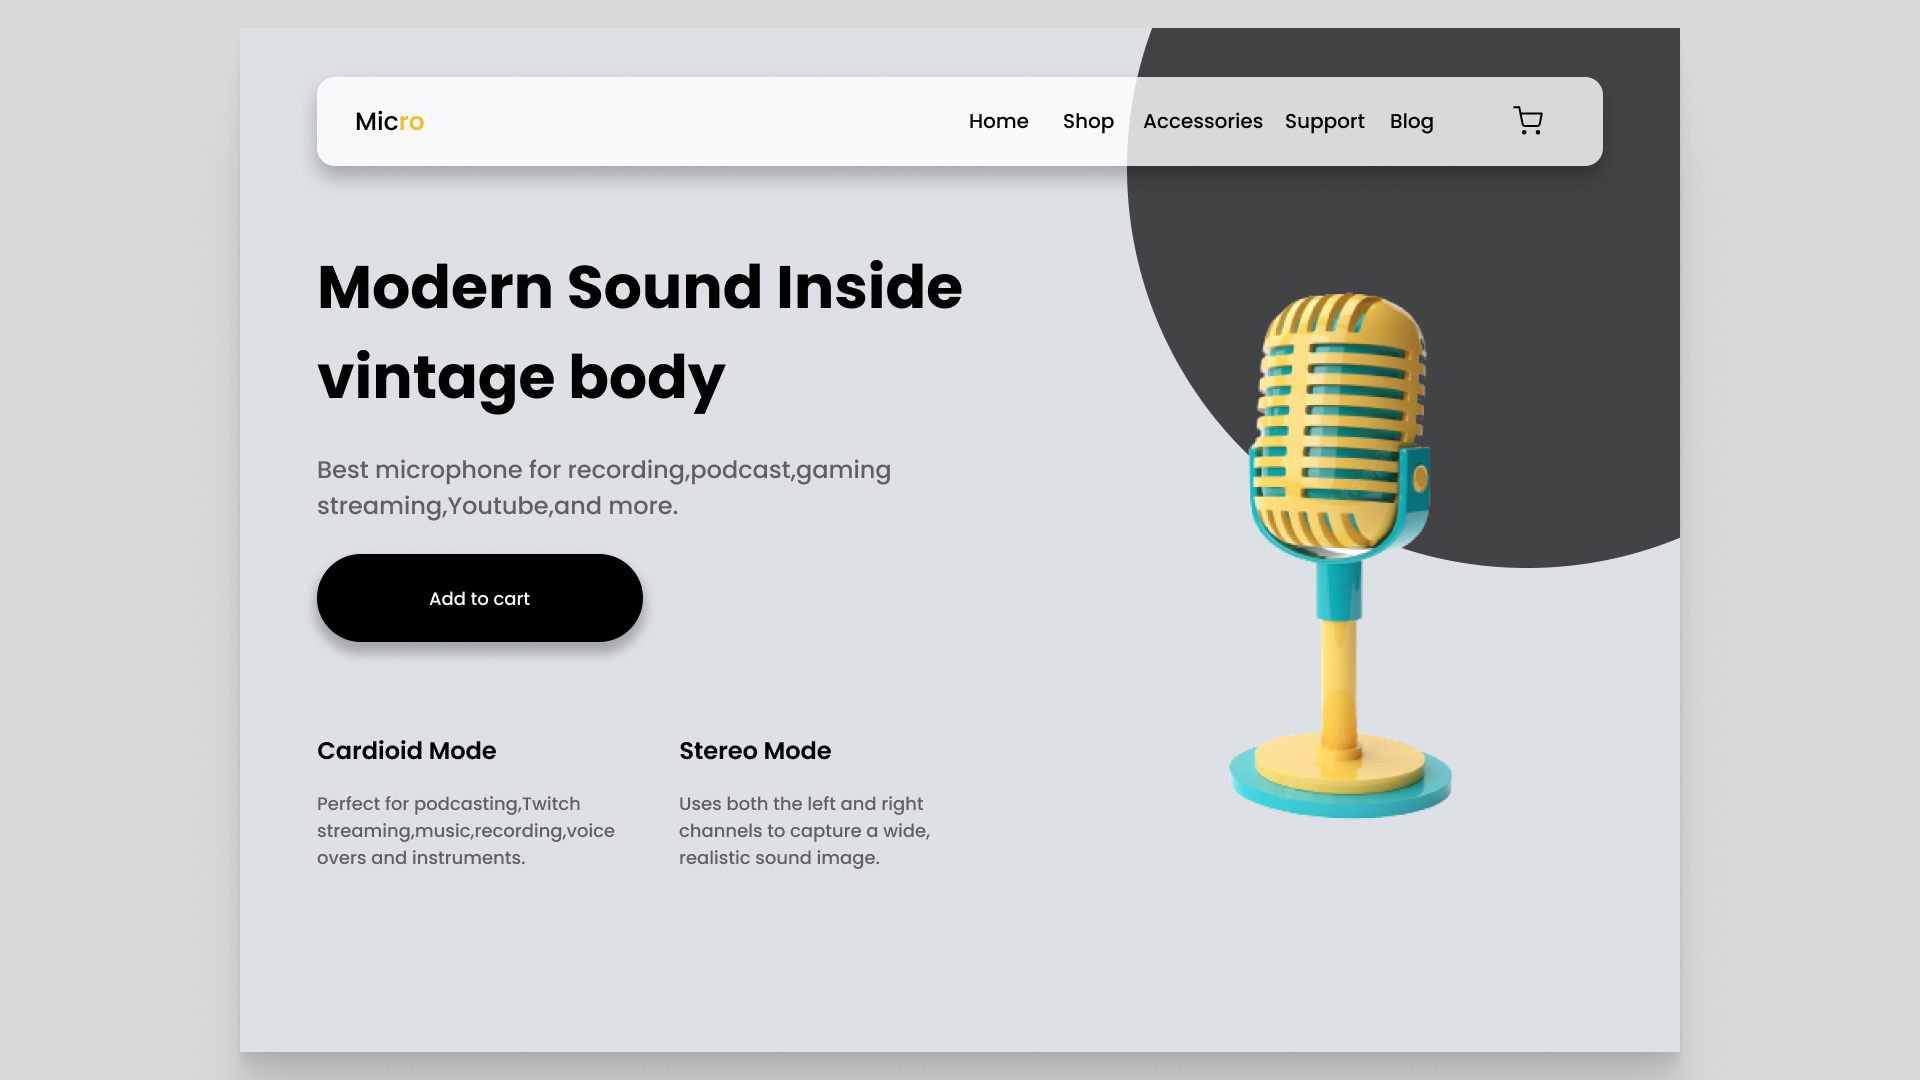 Micro
Home Shop Accessories Support Blog
Modern Sound Inside
vintage body
Best microphone for recording,podcast,gaming
streaming,Youtube,and more.
Add to cart
Cardioid Mode
Perfect for podcasting,Twitch
streaming,music,recording,voice
overs and instruments.
Stereo Mode
Uses both the left and right
channels to capture a wide,
realistic sound image.